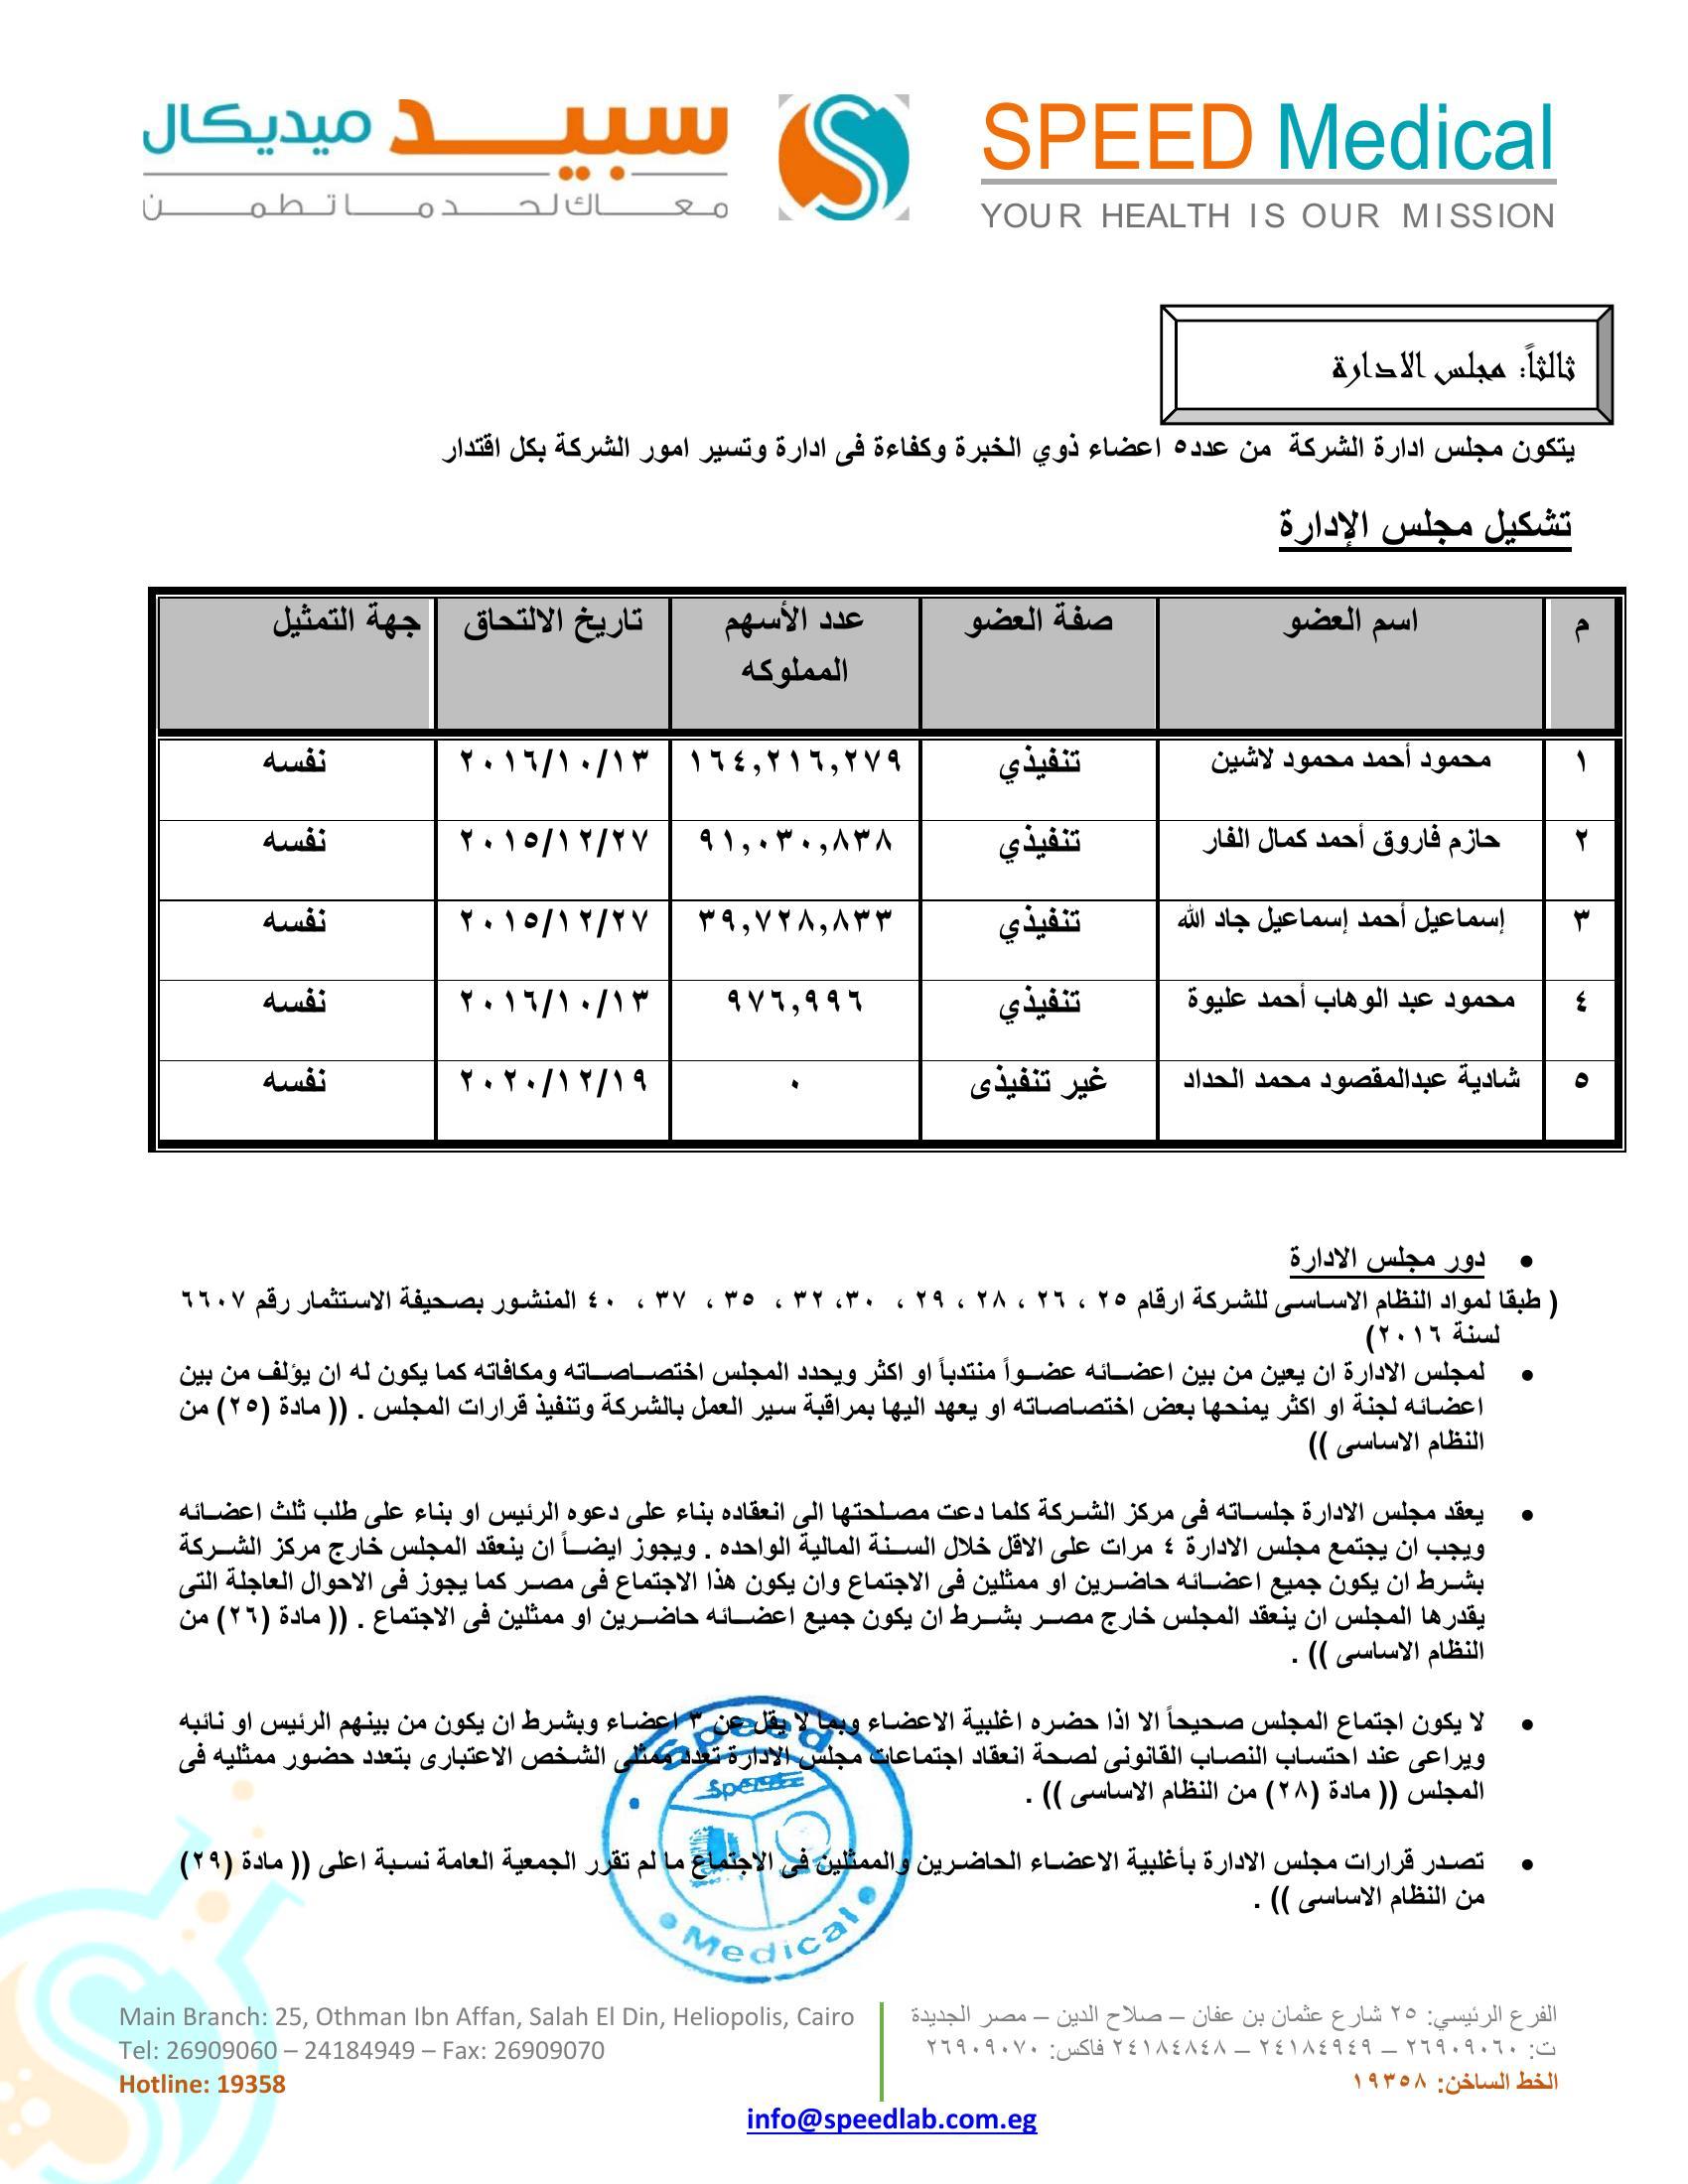 سبيد ميديكال
معاك لحد ما تطمن
SPEED Medical
YOUR HEALTH IS OUR MISSION
ثالثاً: مجلس الادارة
يتكون مجلس ادارة الشركة من عدد٥ اعضاء ذوي الخبرة وكفاءة فى ادارة وتسير امور الشركة بكل اقتدار
تشكيل مجلس الإدارة
م اسم العضو صفة العضو عدد الأسهم المملوكه تاريخ الالتحاق جهة التمثيل
١ محمود أحمد محمود لاشين تنفيذي ١٦٤,٢١٦,٢٧٩ ٢٠١٦/١٠/١٣ نفسه
٢ حازم فاروق أحمد كمال الفار تنفيذي ٩١,٠٣٠,٨٣٨ ٢٠١٥/١٢/٢٧ نفسه
٣ إسماعيل أحمد إسماعيل جاد الله تنفيذي ٣٩,٧٢٨,٨٣٣ ٢٠١٥/١٢/٢٧ نفسه
٤ محمود عبد الوهاب أحمد عليوة تنفيذي ٩٧٦,٩٩٦ ٢٠١٦/١٠/١٣ نفسه
٥ شادية عبدالمقصود محمد الحداد غير تنفيذى ٠ ٢٠٢٠/١٢/١٩ نفسه
• دور مجلس الادارة
( طبقا لمواد النظام الاساسى للشركة ارقام ٢٥ ، ٢٦ ، ٢٨ ، ٢٩ ، ٣٠، ٣٢ ، ٣٥ ، ٣٧ ، ٤٠ المنشور بصحيفة الاستثمار رقم ٦٦٠٧
لسنة ٢٠١٦)
• لمجلس الادارة ان يعين من بين اعضائه عضواً منتدباً او اكثر ويحدد المجلس اختصاصاته ومكافاته كما يكون له ان يؤلف من بين
اعضائه لجنة او اكثر يمنحها بعض اختصاصاته او يعهد اليها بمراقبة سير العمل بالشركة وتنفيذ قرارات المجلس . (( مادة (٢٥) من
النظام الاساسى ))
• يعقد مجلس الادارة جلساته فى مركز الشركة كلما دعت مصلحتها الى انعقاده بناء على دعوه الرئيس او بناء على طلب ثلث اعضائه
ويجب ان يجتمع مجلس الادارة ٤ مرات على الاقل خلال السنة المالية الواحده . ويجوز ايضاً ان ينعقد المجلس خارج مركز الشركة
بشرط ان يكون جميع اعضائه حاضرين او ممثلين فى الاجتماع وان يكون هذا الاجتماع فى مصر كما يجوز فى الاحوال العاجلة التى
يقدرها المجلس ان ينعقد المجلس خارج مصر بشرط ان يكون جميع اعضائه حاضرين او ممثلين فى الاجتماع . (( مادة (٢٦) من
النظام الاساسى )) .
• لا يكون اجتماع المجلس صحيحاً الا اذا حضره اغلبية الاعضاء وبما لا يقل عن ٣ اعضاء وبشرط ان يكون من بينهم الرئيس او نائبه
ويراعى عند احتساب النصاب القانونى لصحة انعقاد اجتماعات مجلس الادارة تعدد ممثلى الشخص الاعتبارى بتعدد حضور ممثليه فى
المجلس (( مادة (٢٨) من النظام الاساسى )) .
• تصدر قرارات مجلس الادارة بأغلبية الاعضاء الحاضرين والممثلين فى الاجتماع ما لم تقرر الجمعية العامة نسبة اعلى (( مادة (٢٩)
من النظام الاساسى )) .
Speed
Speed
Medical
Main Branch: 25, Othman Ibn Affan, Salah El Din, Heliopolis, Cairo
Tel: 26909060 – 24184949 – Fax: 26909070
Hotline: 19358
الفرع الرئيسي: ٢٥ شارع عثمان بن عفان – صلاح الدين – مصر الجديدة
ت: ٢٦٩٠٩٠٦٠ – ٢٤١٨٤٩٤٩ – ٢٤١٨٤٨٤٨ فاكس: ٢٦٩٠٩٠٧٠
الخط الساخن: ١٩٣٥٨
info@speedlab.com.eg